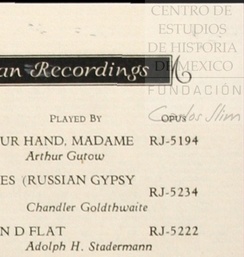 CENTRO DE
ESTUDIOS
DE HISTORIA
DE MEXICO
an Recordings
FUNDACIÓN
Carlos Slim
PLAYED BY OPUS
UR HAND, MADAME RJ-5194
Arthur Gutow
ES (RUSSIAN GYPSY
RJ-5234
Chandler Goldthwaite
N D FLAT RJ-5222
Adolph H. Stadermann